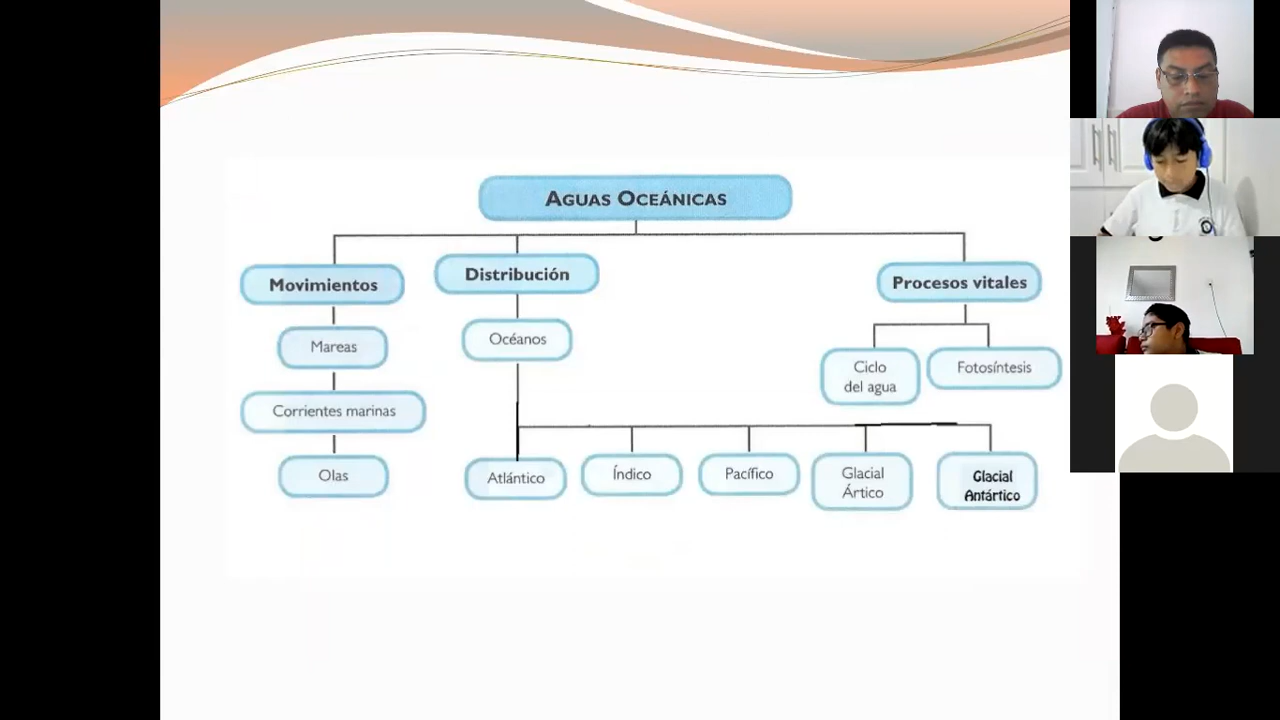 AGUAS OCEÁNICAS
Movimientos
Distribución
Procesos vitales
Mareas
Océanos
Ciclo
del agua
Fotosíntesis
Corrientes marinas
Olas
Atlántico
Índico
Pacífico
Glacial
Ártico
Glacial
Antártico